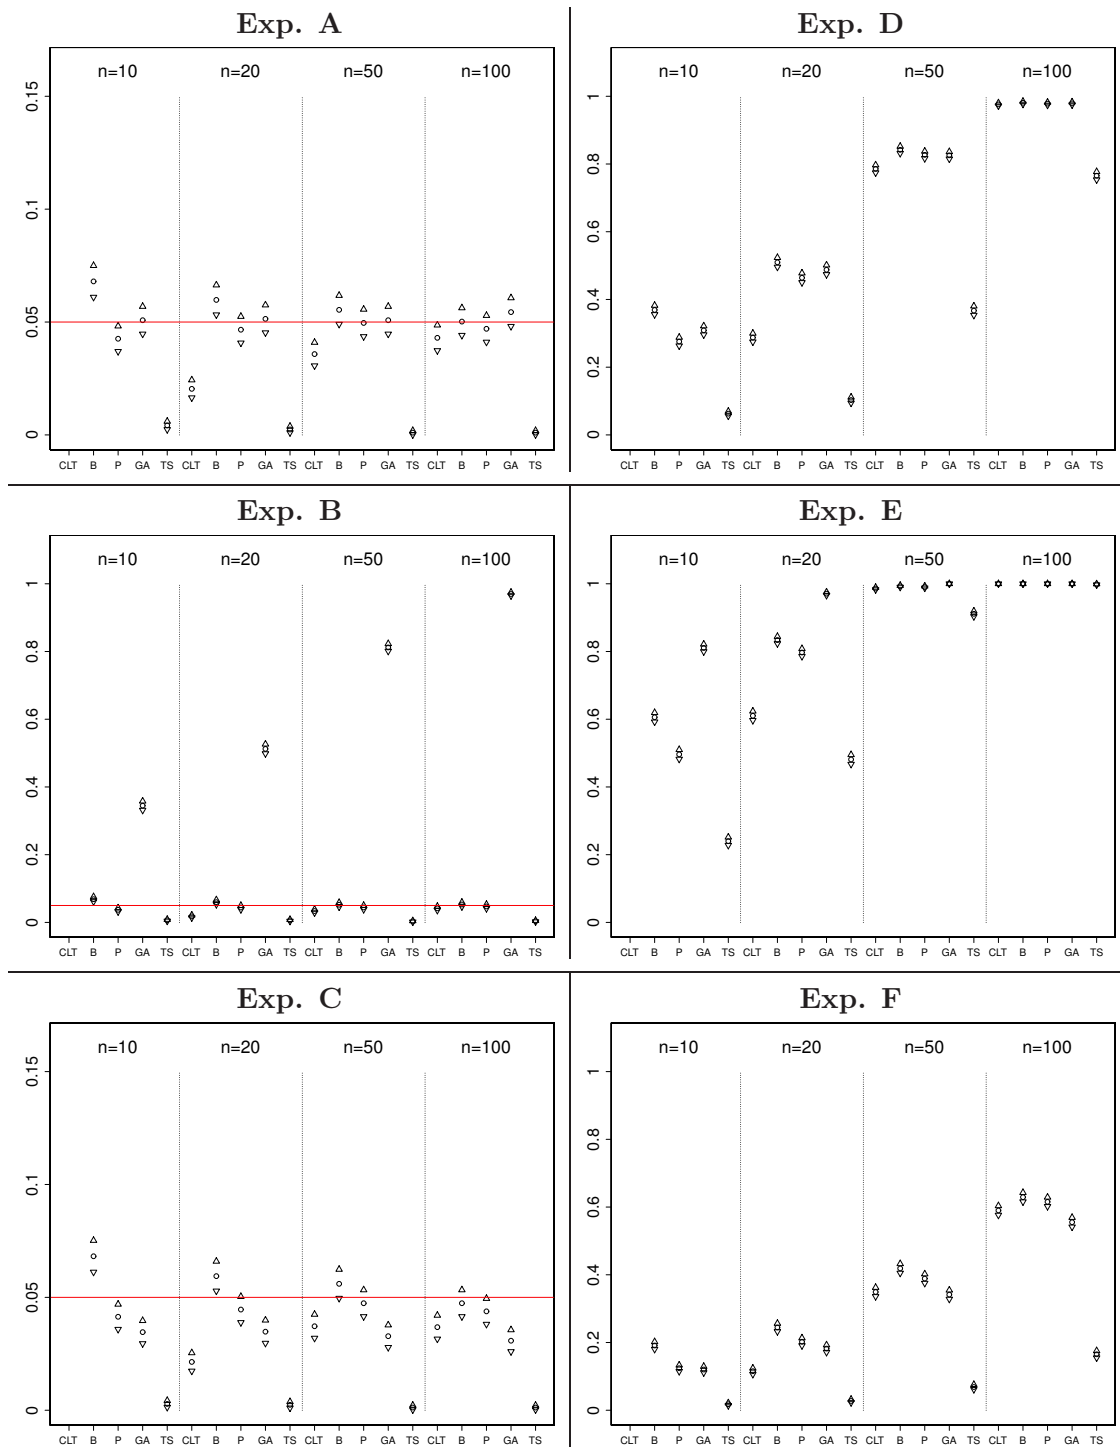 Exp. A
n=10 n=20 n=50 n=100
0.15
0.1
0.05
0
CLT B P GA TS CLT B P GA TS CLT B P GA TS CLT B P GA TS
Exp. D
n=10 n=20 n=50 n=100
1
0.8
0.6
0.4
0.2
0
CLT B P GA TS CLT B P GA TS CLT B P GA TS CLT B P GA TS
Exp. B
n=10 n=20 n=50 n=100
1
0.8
0.6
0.4
0.2
0
CLT B P GA TS CLT B P GA TS CLT B P GA TS CLT B P GA TS
Exp. E
n=10 n=20 n=50 n=100
1
0.8
0.6
0.4
0.2
0
CLT B P GA TS CLT B P GA TS CLT B P GA TS CLT B P GA TS
Exp. C
n=10 n=20 n=50 n=100
0.15
0.1
0.05
0
CLT B P GA TS CLT B P GA TS CLT B P GA TS CLT B P GA TS
Exp. F
n=10 n=20 n=50 n=100
1
0.8
0.6
0.4
0.2
0
CLT B P GA TS CLT B P GA TS CLT B P GA TS CLT B P GA TS